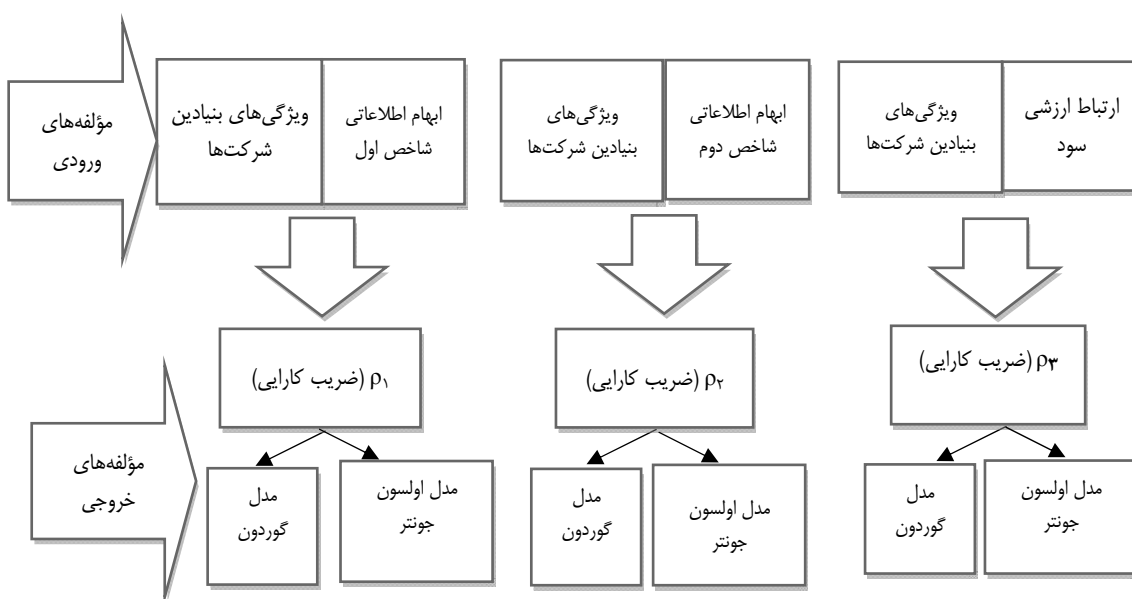 مؤلفه‌های
ورودی
ارتباط ارزشی
سود
ویژگی‌های
بنیادین شرکت‌ها
ابهام اطلاعاتی
شاخص دوم
ویژگی‌های
بنیادین شرکت‌ها
ابهام اطلاعاتی
شاخص اول
ویژگی‌های بنیادین
شرکت‌ها
ρ۳ (ضریب کارایی)
ρ۲ (ضریب کارایی)
ρ۱ (ضریب کارایی)
مؤلفه‌های
خروجی
مدل اولسون
جونتر
مدل
گوردون
مدل اولسون
جونتر
مدل
گوردون
مدل اولسون
جونتر
مدل
گوردون